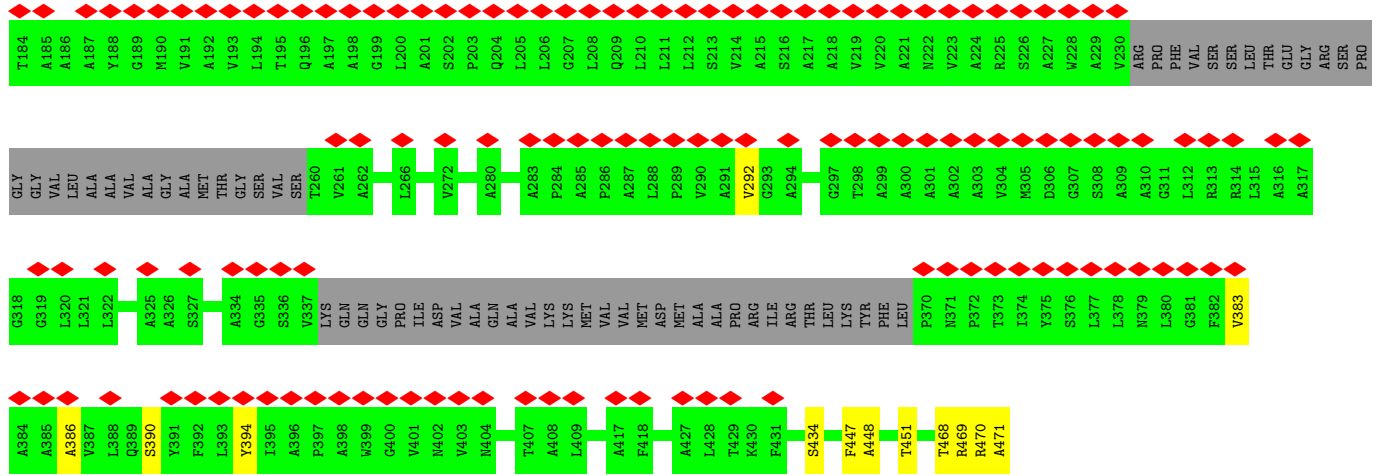 T184 A185 A186 A187 Y188 G189 M190 V191 A192 V193 L194 T195 Q196 A197 A198 G199 L200 A201 S202 P203 Q204 L205 L206 G207 L208 Q209 L210 L211 L212 S213 V214 A215 S216 A217 A218 V219 V220 A221 N222 V223 A224 R225 S226 A227 W228 A229 V230 ARG PRO PHE VAL SER SER LEU THR GLU GLY ARG SER PRO
GLY GLY VAL LEU ALA ALA VAL ALA GLY ALA MET THR GLY SER VAL SER T260 V261 A262 L266 V272 A280 A283 P284 A285 P286 A287 L288 P289 V290 A291 V292 G293 A294 G297 T298 A299 A300 A301 A302 A303 V304 M305 D306 G307 S308 A309 A310 G311 L312 R313 R314 L315 A316 A317
G318 G319 L320 L321 L322 A325 A326 S327 A334 G335 S336 V337 LYS GLN GLN GLY PRO ILE ASP VAL ALA GLN ALA VAL LYS LYS MET VAL VAL MET ASP MET ALA ALA PRO ARG ILE ARG THR LEU LYS TYR PHE LEU P370 N371 P372 T373 I374 Y375 S376 L377 L378 N379 L380 G381 F382 V383
A384 A385 A386 V387 L388 Q389 S390 Y391 F392 L393 Y394 I395 A396 P397 A398 W399 G400 V401 N402 V403 N404 T407 A408 L409 A417 F418 A427 L428 T429 K430 F431 S434 F447 A448 T451 T468 R469 R470 A471